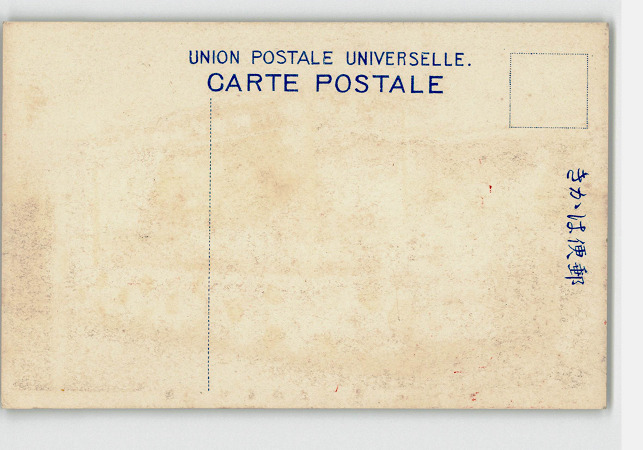 UNION POSTALE UNIVERSELLE.
CARTE POSTALE
郵便はかき